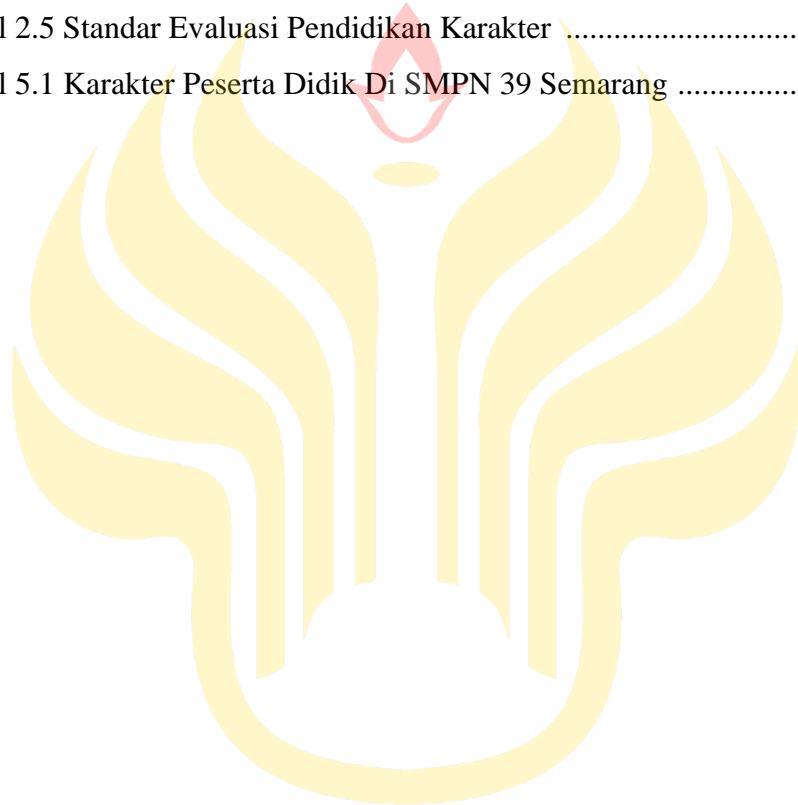 l 2.5 Standar Evaluasi Pendidikan Karakter ............................
l 5.1 Karakter Peserta Didik Di SMPN 39 Semarang ...............